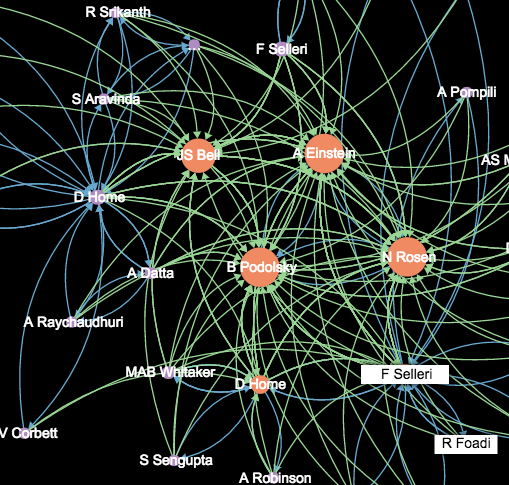 R Srikanth
...
F Selleri
S Aravinda
A Pompili
JS Bell
A Einstein
AS M
D Home
A Datta
B Podolsky
N Rosen
A Raychaudhuri
MAB Whitaker
D Home
F Selleri
V Corbett
S Sengupta
A Robinson
R Foadi